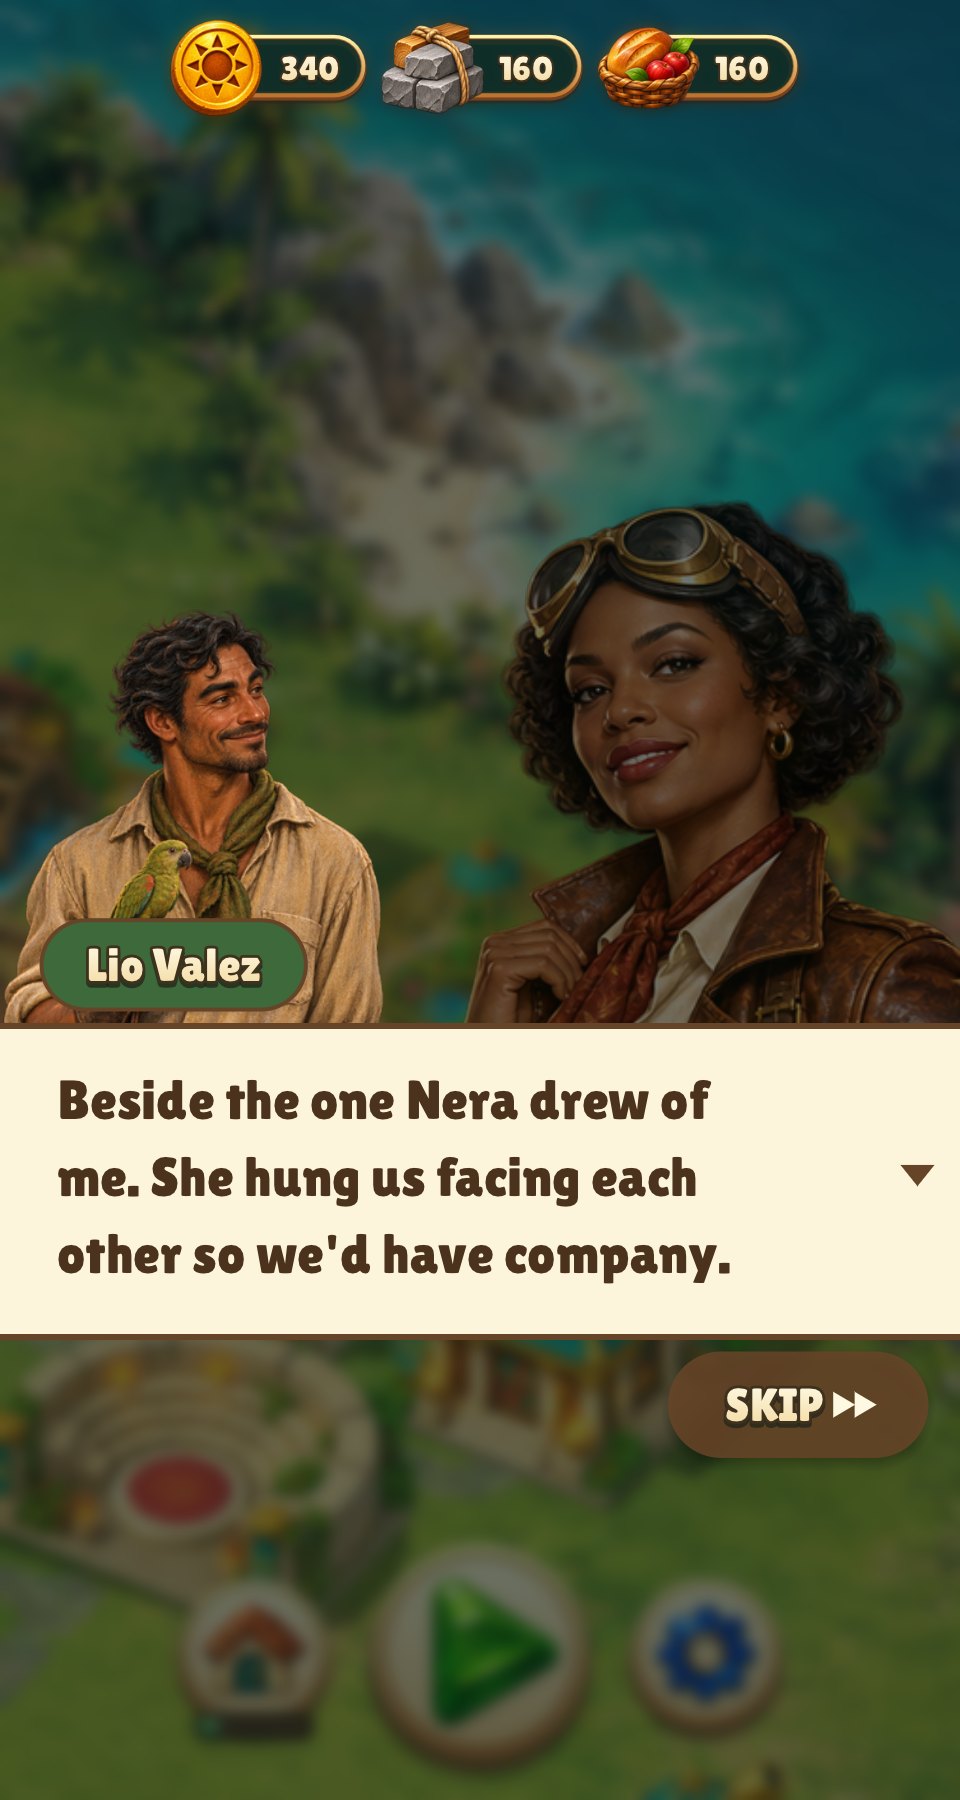 340 160 160
Lio Valez
Beside the one Nera drew of
me. She hung us facing each
other so we'd have company.
SKIP